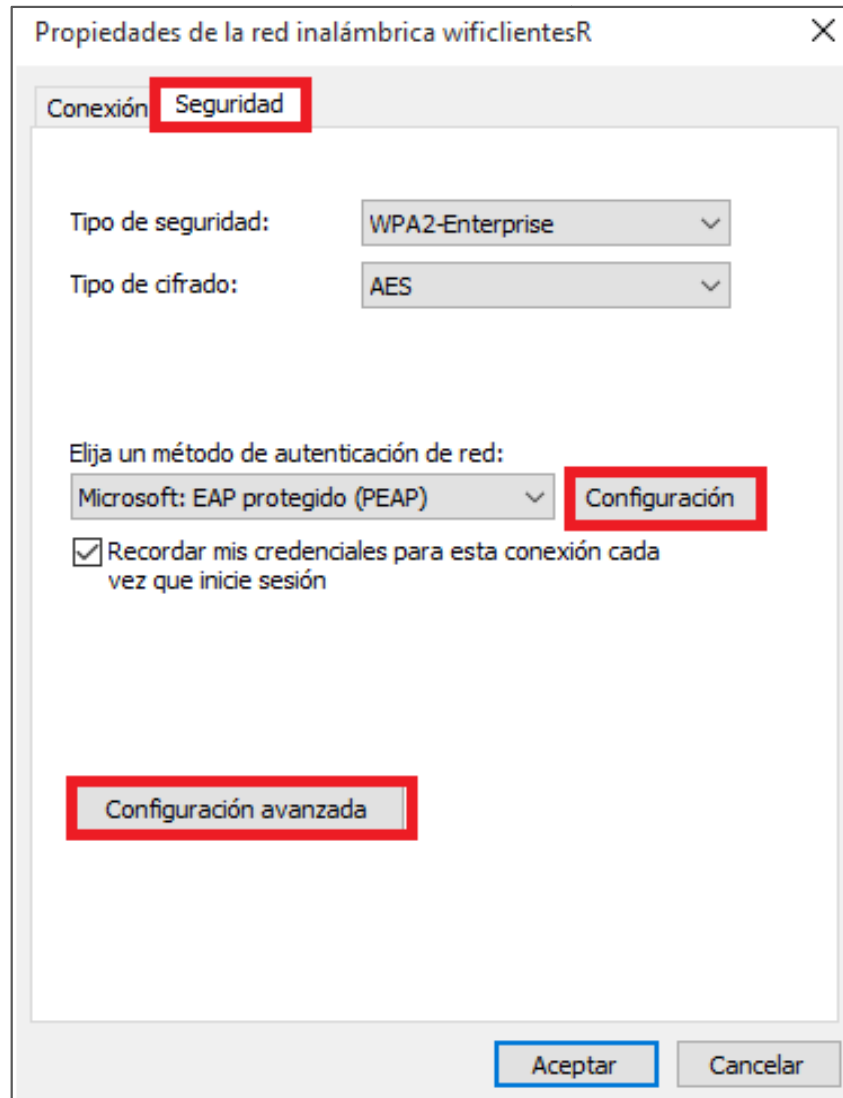 Propiedades de la red inalámbrica wificlientesR
Conexión Seguridad
Tipo de seguridad: WPA2-Enterprise
Tipo de cifrado: AES
Elija un método de autenticación de red:
Microsoft: EAP protegido (PEAP) Configuración
Recordar mis credenciales para esta conexión cada
vez que inicie sesión
Configuración avanzada
Aceptar Cancelar